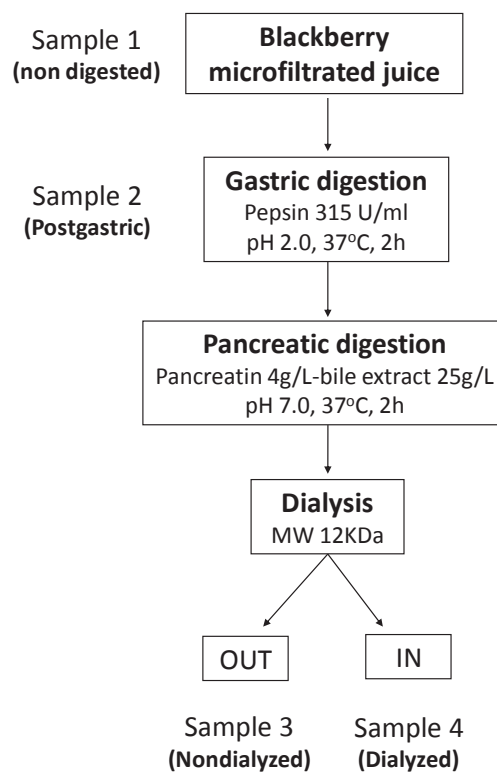 Sample 1
(non digested)
Blackberry
microfiltrated juice
Sample 2
(Postgastric)
Gastric digestion
Pepsin 315 U/ml
pH 2.0, 37ºC, 2h
Pancreatic digestion
Pancreatin 4g/L-bile extract 25g/L
pH 7.0, 37ºC, 2h
Dialysis
MW 12KDa
OUT
IN
Sample 3
(Nondialyzed)
Sample 4
(Dialyzed)